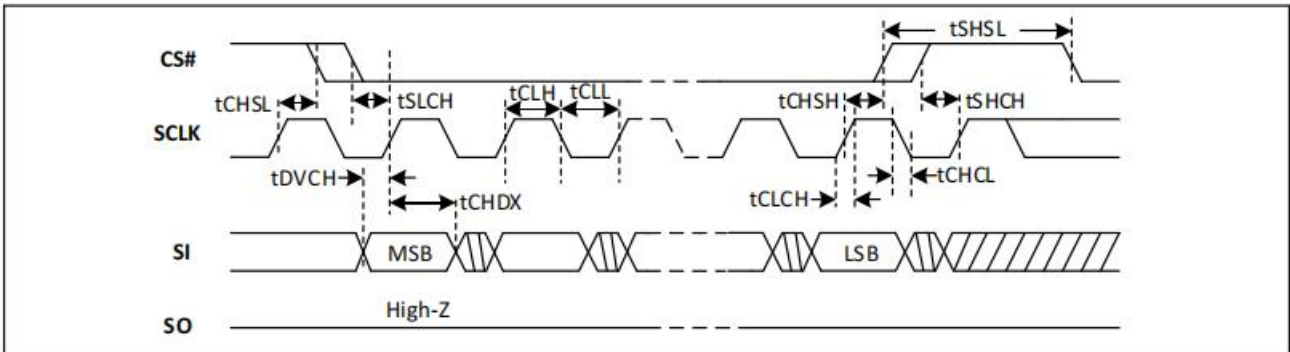 tSHSL
CS#
tCHSL
tSLCH
tCLH
tCLL
tCHSH
tSHCH
SCLK
tDVCH
tCHDX
tCLCH
tCHCL
SI
MSB
LSB
High-Z
SO